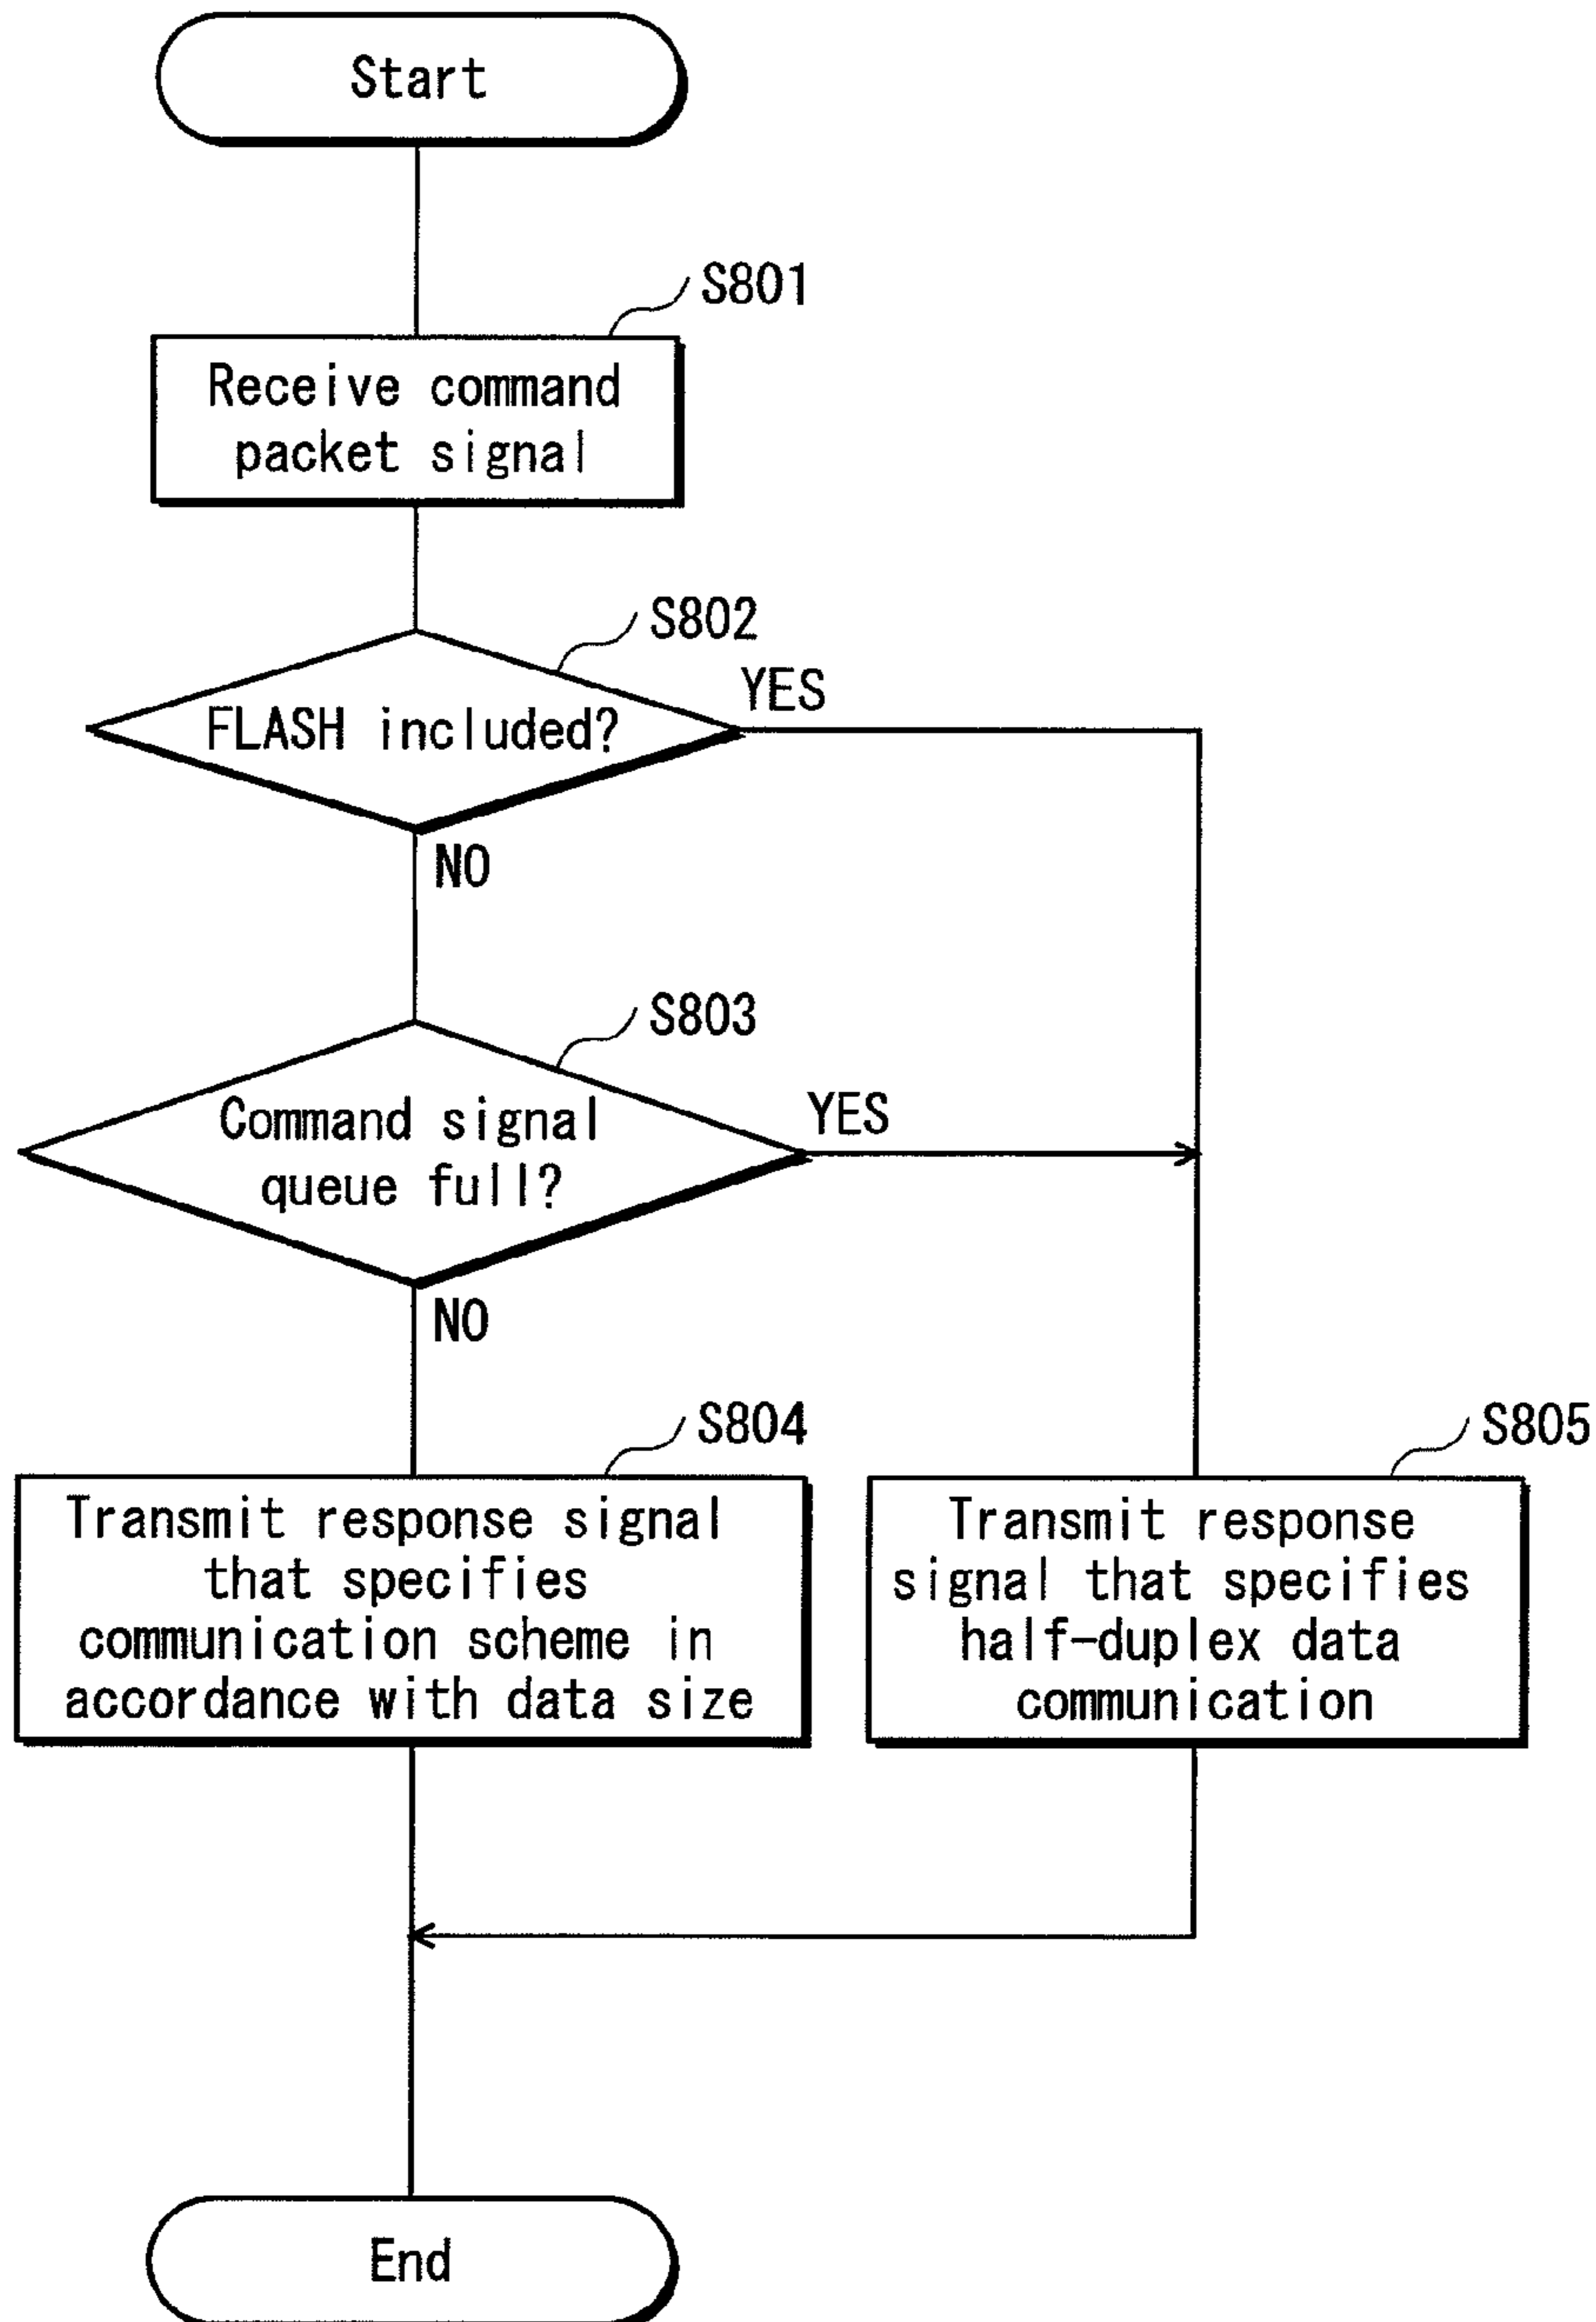 Start
S801
Receive command
packet signal
S802
FLASH included?
YES
NO
S803
Command signal
queue full?
YES
NO
S804
Transmit response signal
that specifies
communication scheme in
accordance with data size
S805
Transmit response
signal that specifies
half-duplex data
communication
End